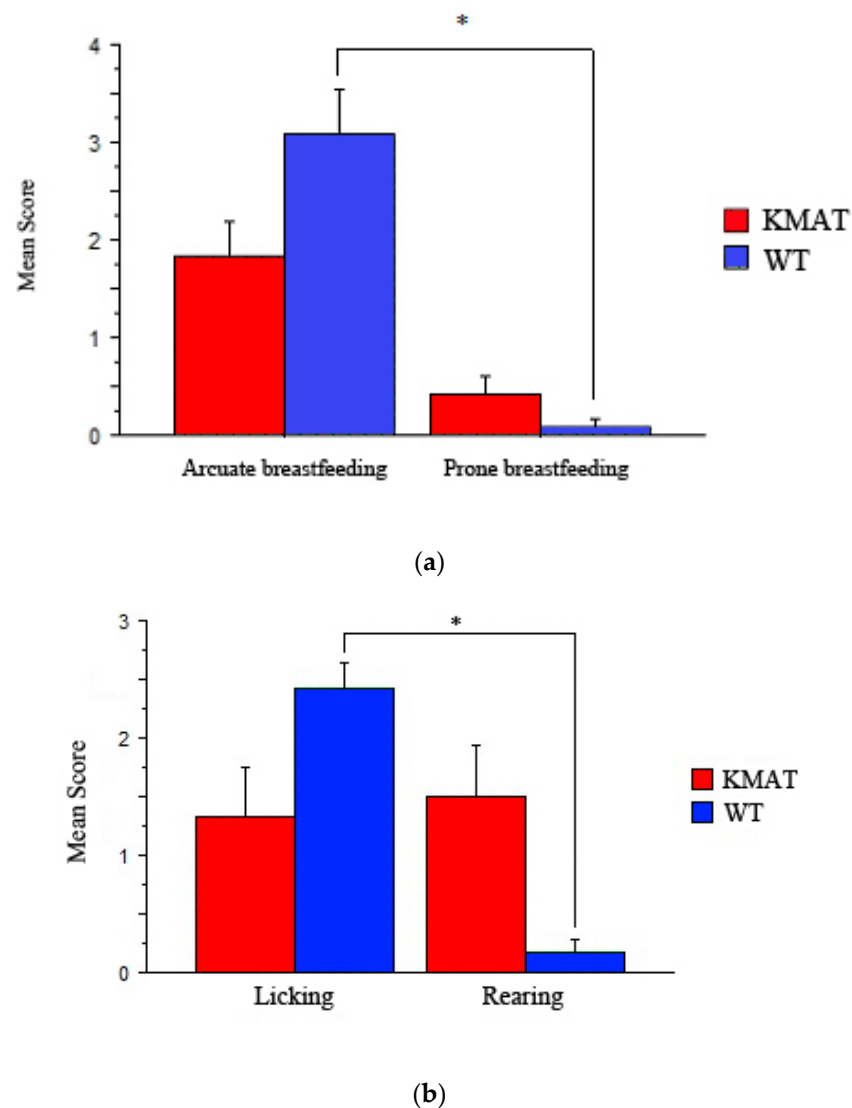 *
4
3
2
1
0
Mean Score
KMAT
WT
Arcuate breastfeeding
Prone breastfeeding
(a)
*
3
2
1
0
Mean Score
KMAT
WT
Licking
Rearing
(b)